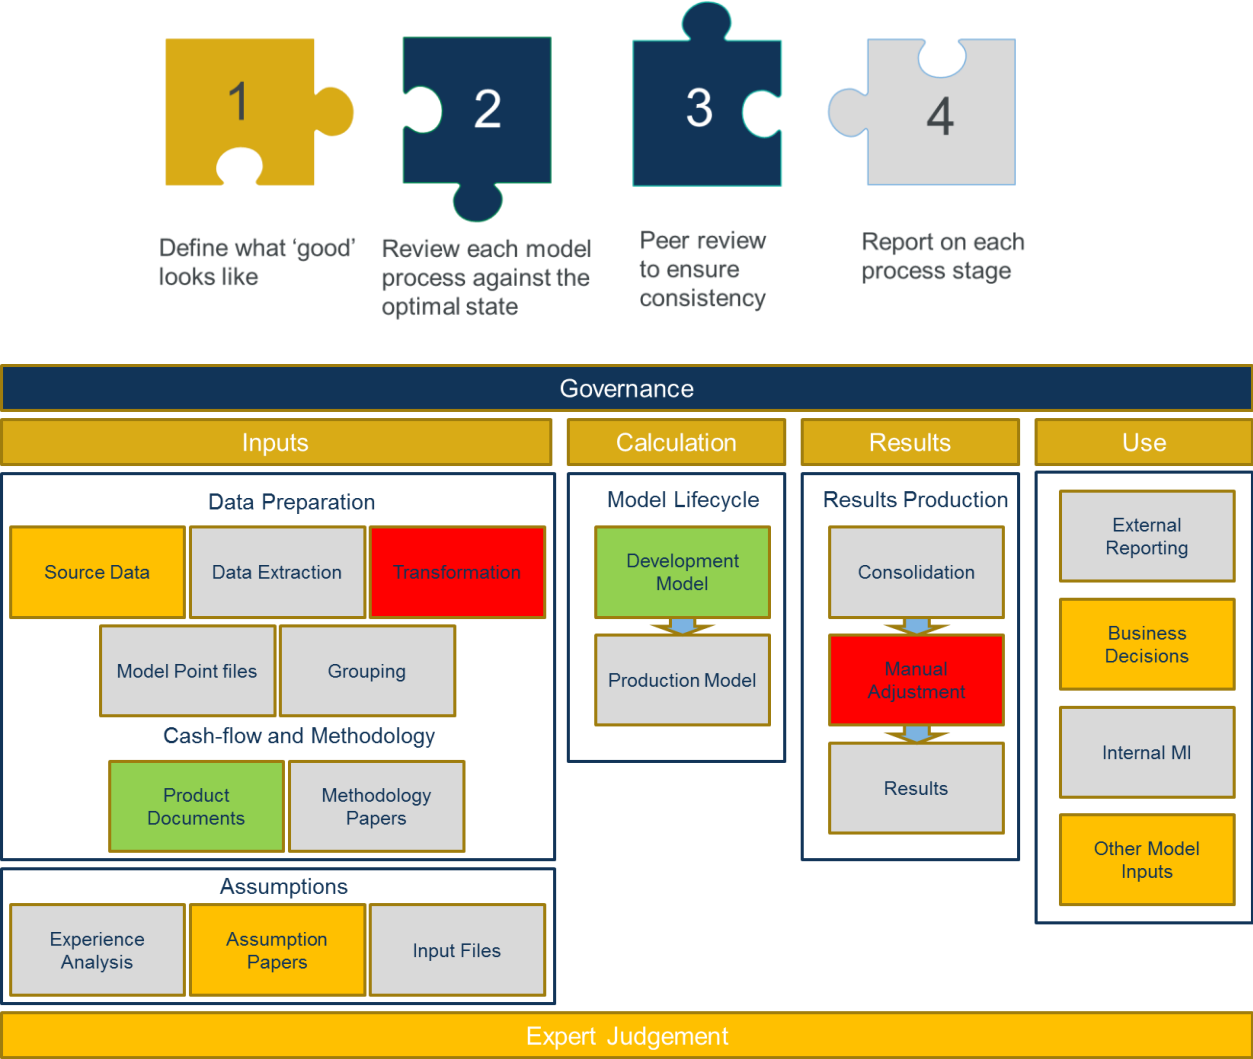 1
2
3
4
Define what ‘good’
looks like
Review each model
process against the
optimal state
Peer review
to ensure
consistency
Report on each
process stage
Governance
Inputs
Calculation
Results
Use
Data Preparation
Source Data
Data Extraction
Transformation
Model Point files
Grouping
Cash-flow and Methodology
Product
Documents
Methodology
Papers
Assumptions
Experience
Analysis
Assumption
Papers
Input Files
Model Lifecycle
Development
Model
Production Model
Results Production
Consolidation
Manual
Adjustment
Results
External
Reporting
Business
Decisions
Internal MI
Other Model
Inputs
Expert Judgement